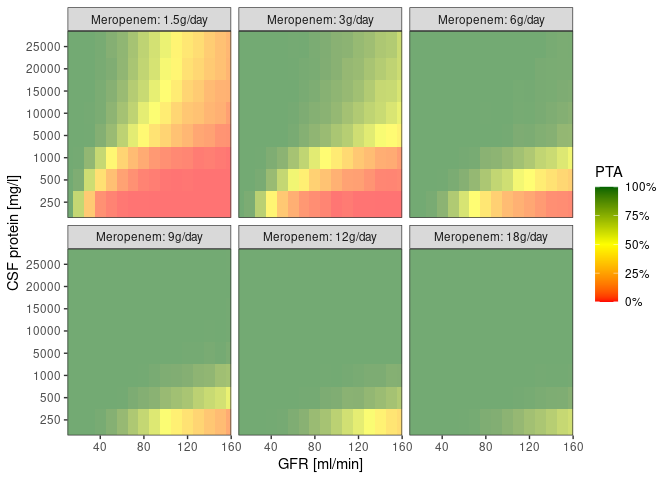 Meropenem: 1.5g/day
Meropenem: 3g/day
Meropenem: 6g/day
25000
20000
15000
10000
5000
1000
500
250
Meropenem: 9g/day
Meropenem: 12g/day
Meropenem: 18g/day
25000
20000
15000
10000
5000
1000
500
250
40 80 120 160
40 80 120 160
40 80 120 160
GFR [ml/min]
CSF protein [mg/l]
PTA
100%
75%
50%
25%
0%